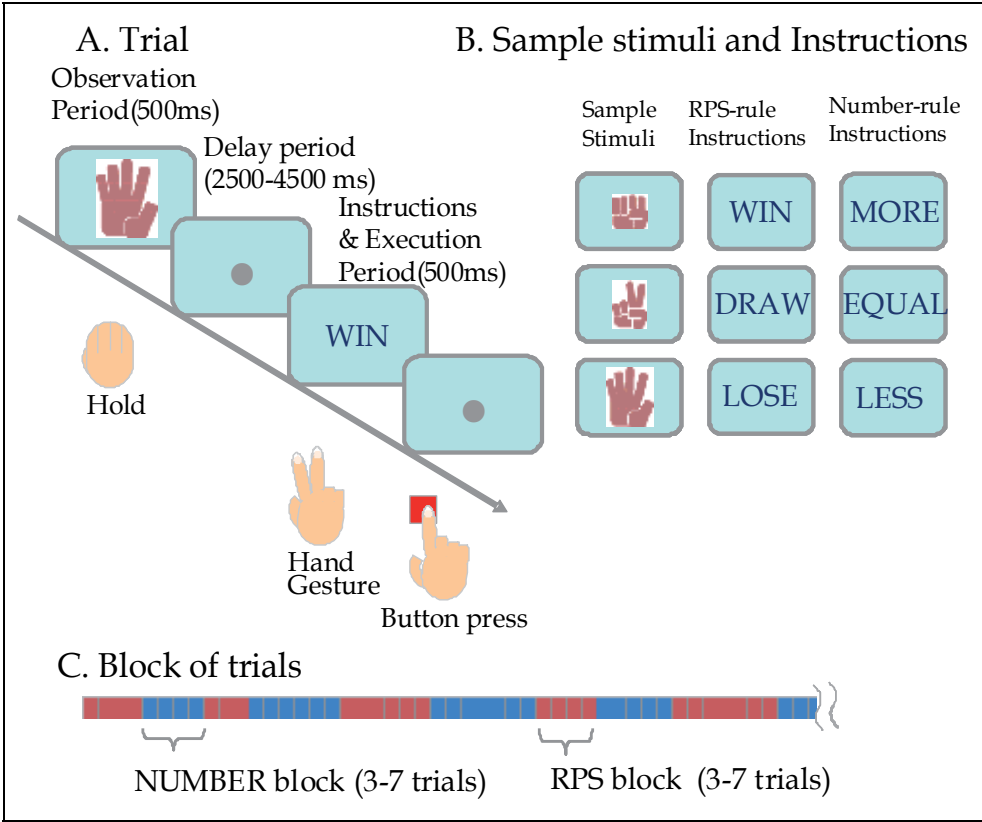 A. Trial
B. Sample stimuli and Instructions
Observation
Period(500ms)
Delay period
(2500-4500 ms)
Instructions
& Execution
Period(500ms)
WIN
Hold
Hand
Gesture
Button press
Sample
Stimuli
RPS-rule
Instructions
Number-rule
Instructions
WIN
MORE
DRAW
EQUAL
LOSE
LESS
C. Block of trials
NUMBER block (3-7 trials)
RPS block (3-7 trials)